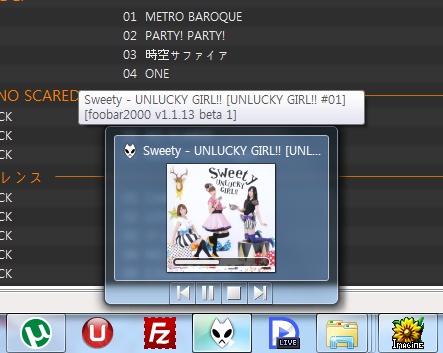 01 METRO BAROQUE
02 PARTY! PARTY!
03 時空サファイア
04 ONE
NO SCARED
Sweety - UNLUCKY GIRL!! [UNLUCKY GIRL!! #01]
[foobar2000 v1.1.13 beta 1]
CK
CK
CK
Sweety - UNLUCKY GIRL!! [UNL...
Sweety
UNLUCKY
GIRL!!
レンス
CK
CK
CK
CK
CK
LIVE
IMAGINE